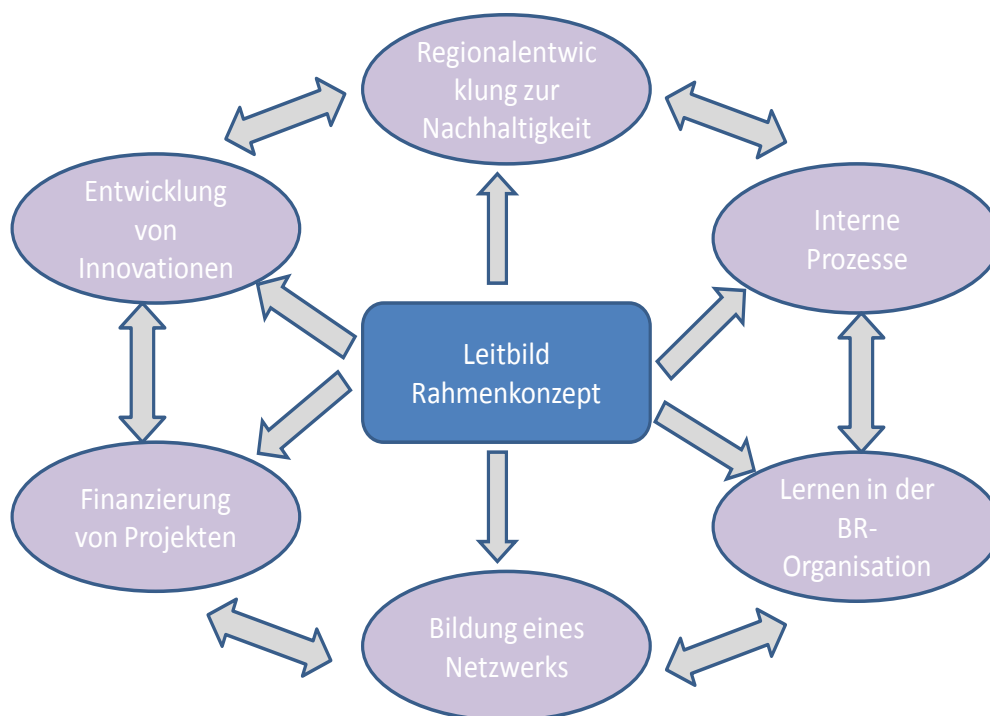 Regionalentwic
klung zur
Nachhaltigkeit
Entwicklung
von
Innovationen
Interne
Prozesse
Leitbild
Rahmenkonzept
Finanzierung
von Projekten
Lernen in der
BR-
Organisation
Bildung eines
Netzwerks